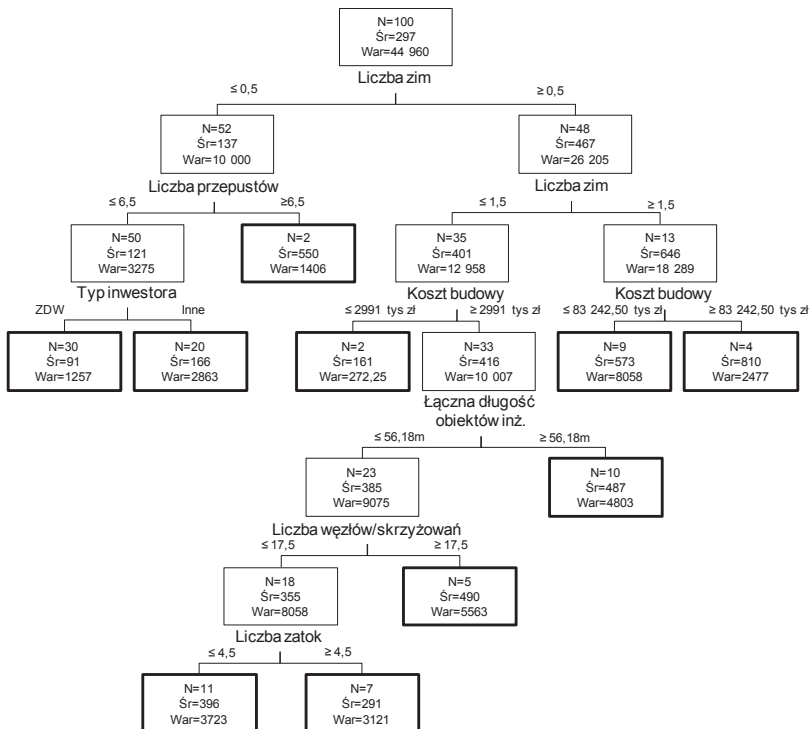 N=100
Śr=297
War=44 960
Liczba zim
≤ 0,5
≥ 0,5
N=52
Śr=137
War=10 000
N=48
Śr=467
War=26 205
Liczba przepustów
Liczba zim
≤ 6,5
≥6,5
≤ 1,5
≥ 1,5
N=50
Śr=121
War=3275
N=2
Śr=550
War=1406
N=35
Śr=401
War=12 958
N=13
Śr=646
War=18 289
Typ inwestora
Koszt budowy
Koszt budowy
ZDW
Inne
≤ 2991 tys zł
≥ 2991 tys zł
≤ 83 242,50 tys zł
≥ 83 242,50 tys zł
N=30
Śr=91
War=1257
N=20
Śr=166
War=2863
N=2
Śr=161
War=272,25
N=33
Śr=416
War=10 007
N=9
Śr=573
War=8058
N=4
Śr=810
War=2477
Łączna długość
obiektów inż.
≤ 56,18m
≥ 56,18m
N=23
Śr=385
War=9075
N=10
Śr=487
War=4803
Liczba węzłów/skrzyżowań
≤ 17,5
≥ 17,5
N=18
Śr=355
War=8058
N=5
Śr=490
War=5563
Liczba zatok
≤ 4,5
≥ 4,5
N=11
Śr=396
War=3723
N=7
Śr=291
War=3121